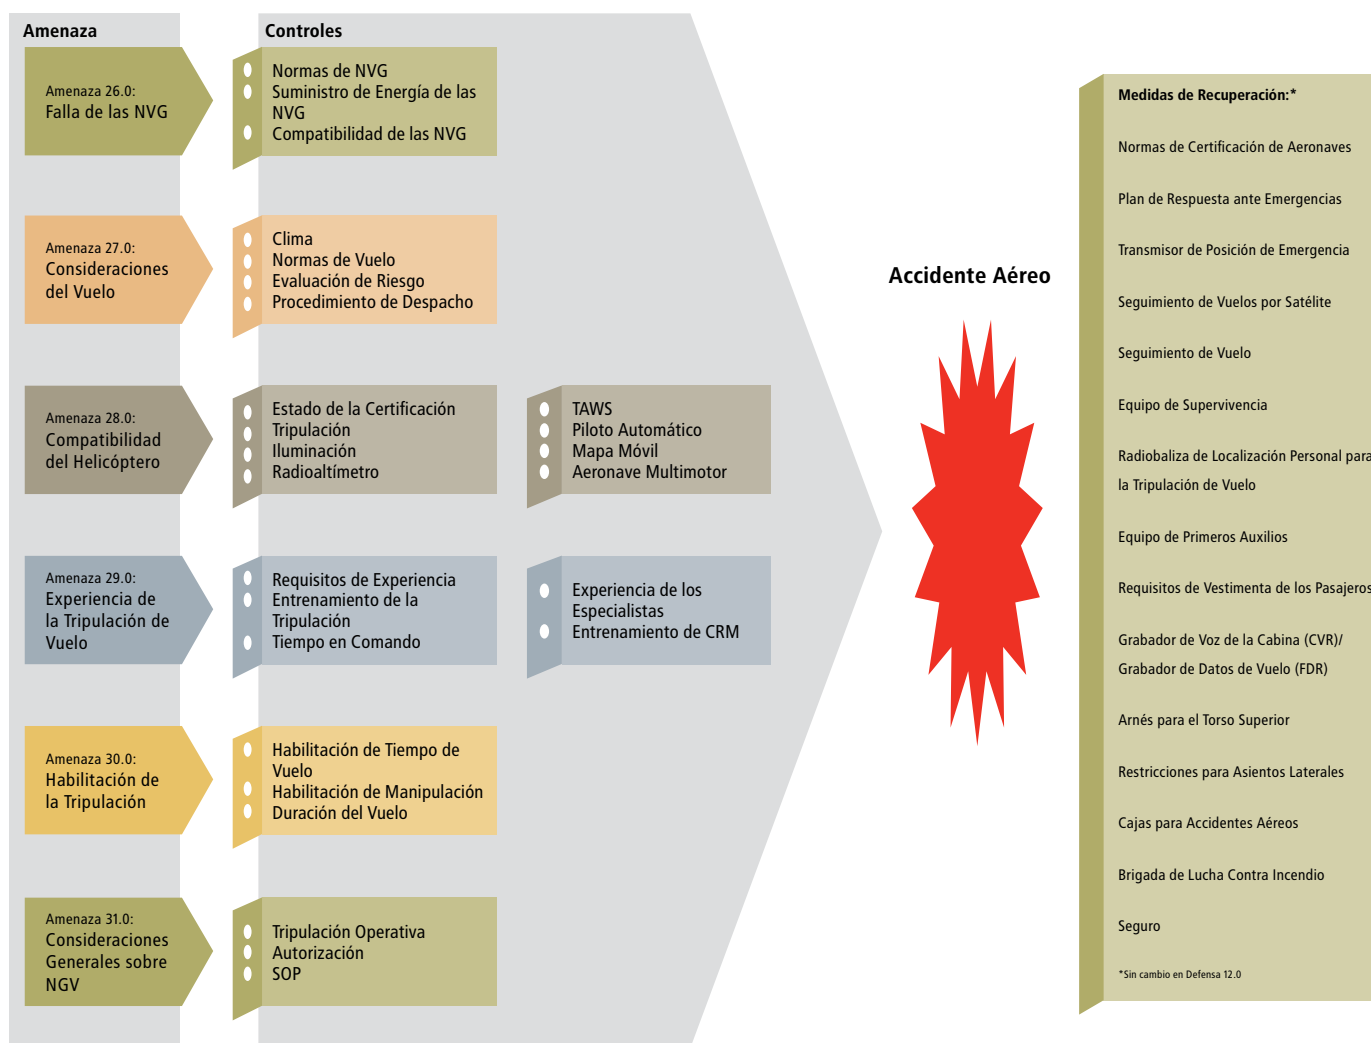 Amenaza
Controles
Amenaza 26.0:
Falla de las NVG
Normas de NVG
Suministro de Energía de las
NVG
Compatibilidad de las NVG
Amenaza 27.0:
Consideraciones
del Vuelo
Clima
Normas de Vuelo
Evaluación de Riesgo
Procedimiento de Despacho
Amenaza 28.0:
Compatibilidad
del Helicóptero
Estado de la Certificación
Tripulación
Iluminación
Radioaltímetro
TAWS
Piloto Automático
Mapa Móvil
Aeronave Multimotor
Amenaza 29.0:
Experiencia de
la Tripulación de
Vuelo
Requisitos de Experiencia
Entrenamiento de la
Tripulación
Tiempo en Comando
Experiencia de los
Especialistas
Entrenamiento de CRM
Amenaza 30.0:
Habilitación de
la Tripulación
Habilitación de Tiempo de
Vuelo
Habilitación de Manipulación
Duración del Vuelo
Amenaza 31.0:
Consideraciones
Generales sobre
NGV
Tripulación Operativa
Autorización
SOP
Accidente Aéreo
Medidas de Recuperación:*
Normas de Certificación de Aeronaves
Plan de Respuesta ante Emergencias
Transmisor de Posición de Emergencia
Seguimiento de Vuelos por Satélite
Seguimiento de Vuelo
Equipo de Supervivencia
Radiobaliza de Localización Personal para
la Tripulación de Vuelo
Equipo de Primeros Auxilios
Requisitos de Vestimenta de los Pasajeros
Grabador de Voz de la Cabina (CVR)/
Grabador de Datos de Vuelo (FDR)
Arnés para el Torso Superior
Restricciones para Asientos Laterales
Cajas para Accidentes Aéreos
Brigada de Lucha Contra Incendio
Seguro
*Sin cambio en Defensa 12.0